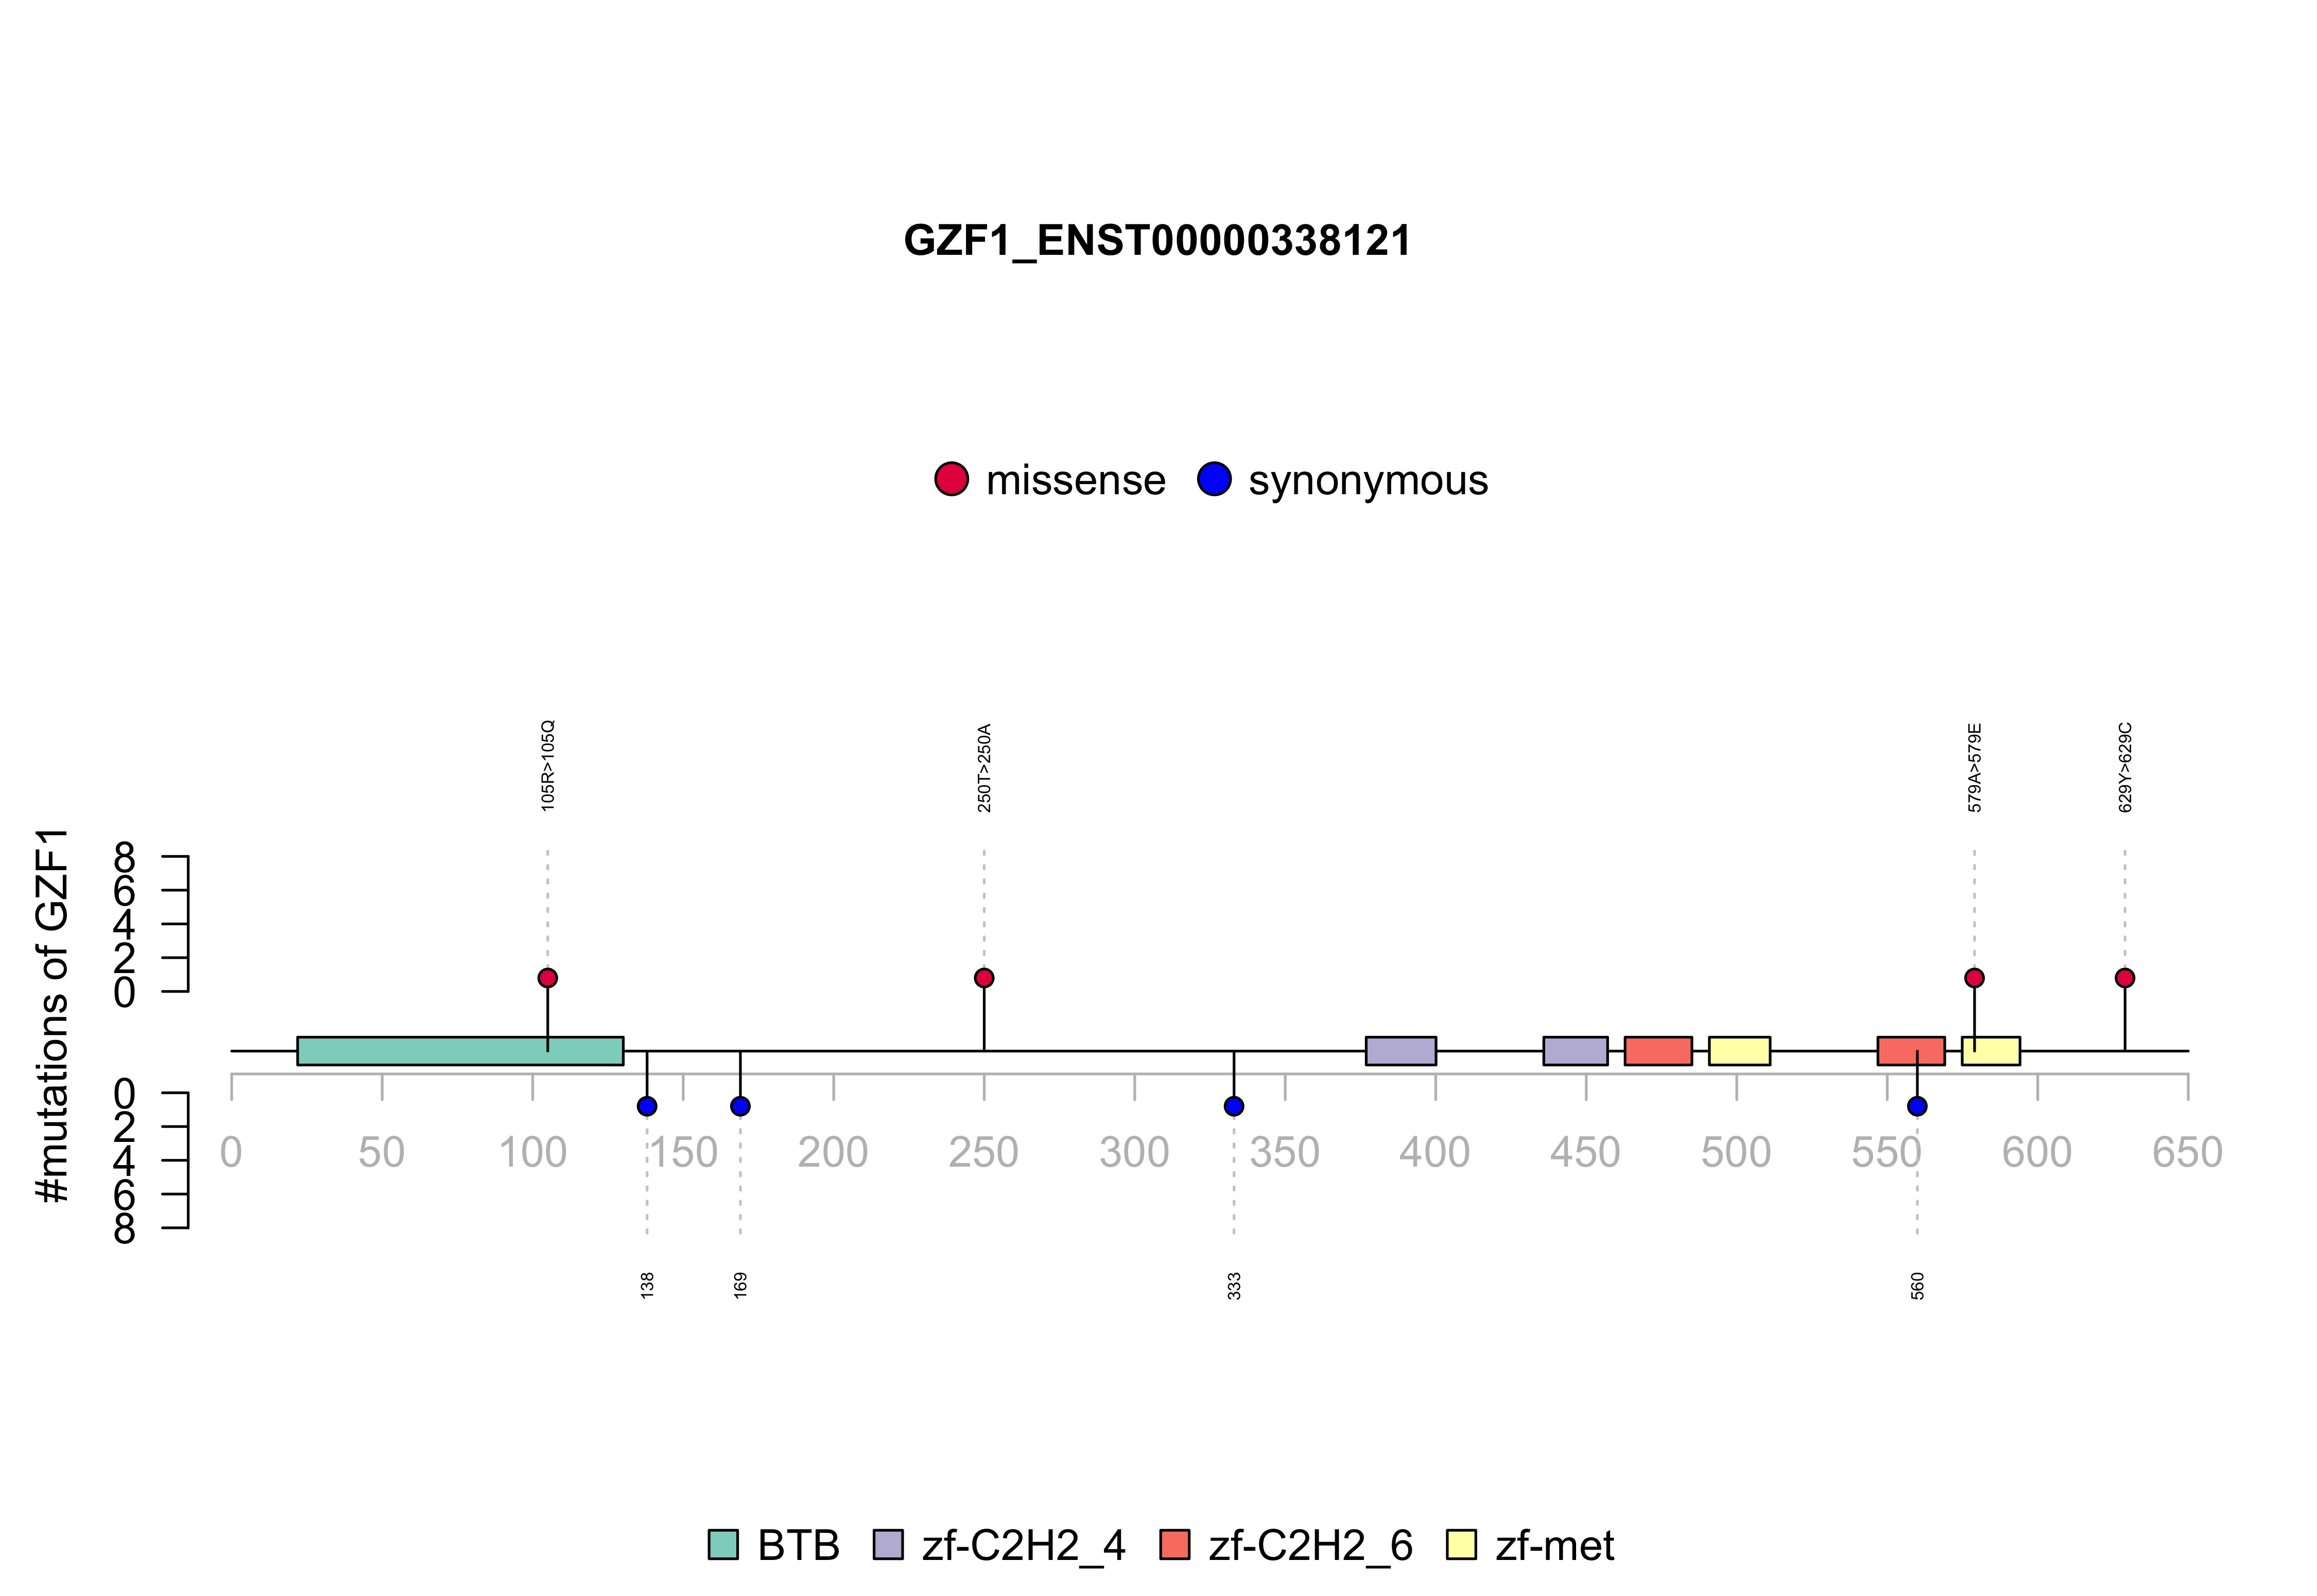 GZF1_ENST00000338121
missense synonymous
105R>105Q 250T>250A 579A>579E 629Y>629C
#mutations of GZF1
8
6
4
2
0
0
2
4
6
8
0 50 100 150 200 250 300 350 400 450 500 550 600 650
138 169 333 560
BTB zf-C2H2_4 zf-C2H2_6 zf-met